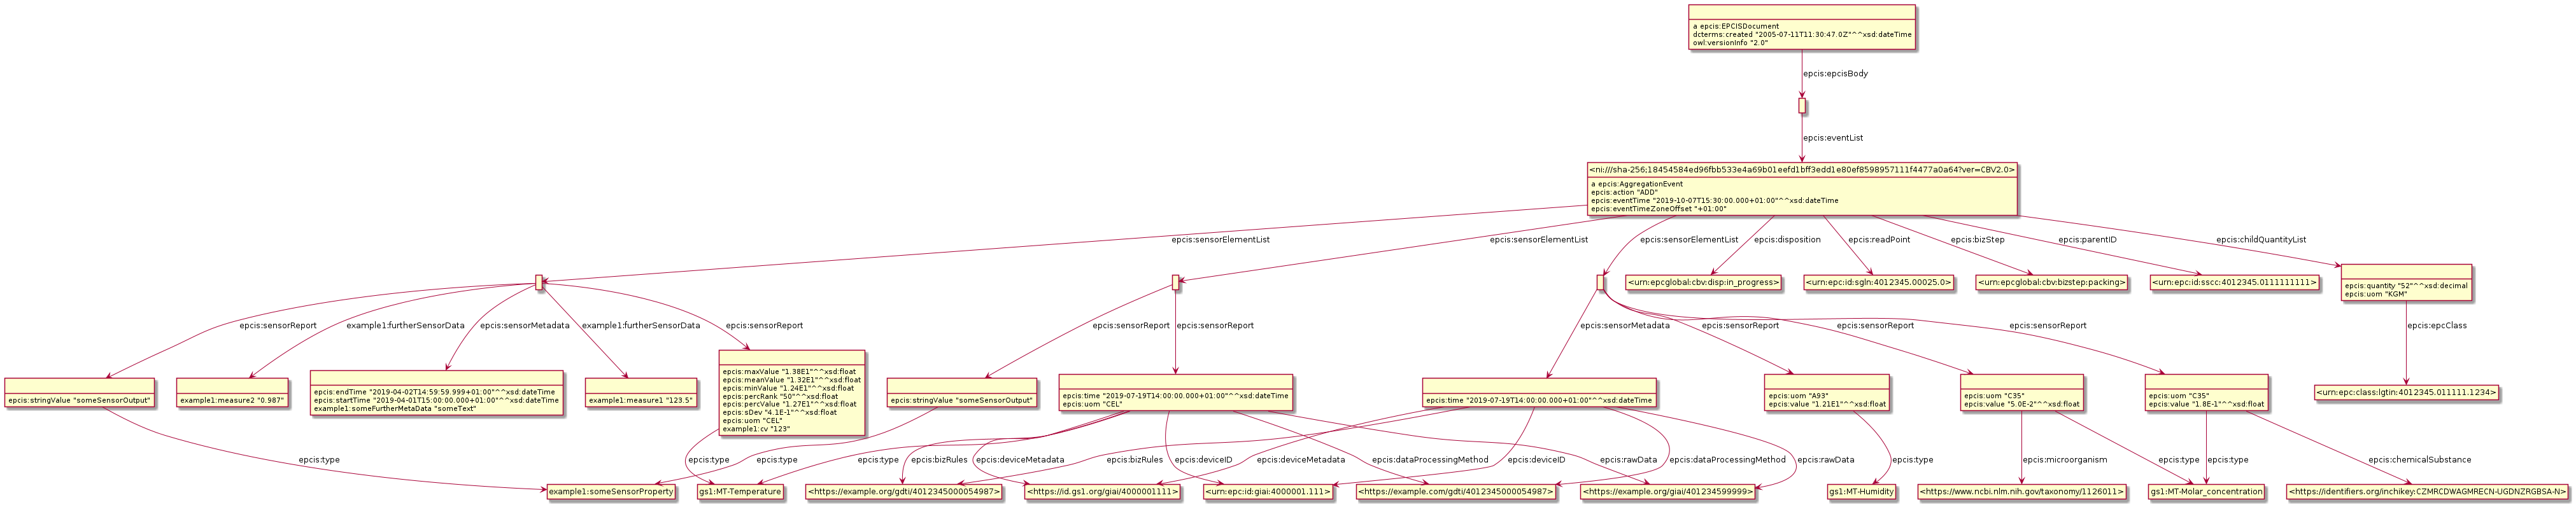 a epcis:EPCISDocument
dcterms:created "2005-07-11T11:30:47.0Z"^^xsd:dateTime
owl:versionInfo "2.0"
epcis:epcisBody
epcis:eventList
<ni:///sha-256;18454584ed96fbb533e4a69b01eefd1bff3edd1e80ef8598957111f4477a0a64?ver=CBV2.0>
a epcis:AggregationEvent
epcis:action "ADD"
epcis:eventTime "2019-10-07T15:30:00.000+01:00"^^xsd:dateTime
epcis:eventTimeZoneOffset "+01:00"
epcis:sensorElementList
epcis:sensorElementList
epcis:sensorElementList
epcis:disposition
epcis:readPoint
epcis:bizStep
epcis:parentID
epcis:childQuantityList
<urn:epcglobal:cbv:disp:in_progress>
<urn:epc:id:sgln:4012345.00025.0>
<urn:epcglobal:cbv:bizstep:packing>
<urn:epc:id:sscc:4012345.0111111111>
epcis:quantity "52"^^xsd:decimal
epcis:uom "KGM"
epcis:sensorReport
example1:furtherSensorData
epcis:sensorMetadata
example1:furtherSensorData
epcis:sensorReport
epcis:sensorReport
epcis:sensorReport
epcis:sensorMetadata
epcis:sensorReport
epcis:sensorReport
epcis:sensorReport
epcis:epcClass
epcis:stringValue "someSensorOutput"
example1:measure2 "0.987"
epcis:endTime "2019-04-02T14:59:59.999+01:00"^^xsd:dateTime
epcis:startTime "2019-04-01T15:00:00.000+01:00"^^xsd:dateTime
example1:someFurtherMetaData "someText"
example1:measure1 "123.5"
epcis:maxValue "1.38E1"^^xsd:float
epcis:meanValue "1.32E1"^^xsd:float
epcis:minValue "1.24E1"^^xsd:float
epcis:percRank "50"^^xsd:float
epcis:percValue "1.27E1"^^xsd:float
epcis:sDev "4.1E-1"^^xsd:float
epcis:uom "CEL"
example1:cv "123"
epcis:stringValue "someSensorOutput"
epcis:time "2019-07-19T14:00:00.000+01:00"^^xsd:dateTime
epcis:uom "CEL"
epcis:time "2019-07-19T14:00:00.000+01:00"^^xsd:dateTime
epcis:uom "A93"
epcis:value "1.21E1"^^xsd:float
epcis:uom "C35"
epcis:value "5.0E-2"^^xsd:float
epcis:uom "C35"
epcis:value "1.8E-1"^^xsd:float
<urn:epc:class:lgtin:4012345.011111.1234>
epcis:type
epcis:type
epcis:type
epcis:type
epcis:bizRules
epcis:deviceMetadata
epcis:bizRules
epcis:deviceID
epcis:deviceMetadata
epcis:dataProcessingMethod
epcis:deviceID
epcis:rawData
epcis:dataProcessingMethod
epcis:rawData
epcis:type
epcis:microorganism
epcis:type
epcis:type
epcis:chemicalSubstance
example1:someSensorProperty
gs1:MT-Temperature
<https://example.org/gdti/4012345000054987>
<https://id.gs1.org/giai/4000001111>
<urn:epc:id:giai:4000001.111>
<https://example.com/gdti/4012345000054987>
<https://example.org/giai/401234599999>
gs1:MT-Humidity
<https://www.ncbi.nlm.nih.gov/taxonomy/1126011>
gs1:MT-Molar_concentration
<https://identifiers.org/inchikey:CZMRCDWAGMRECN-UGDNZRGBSA-N>